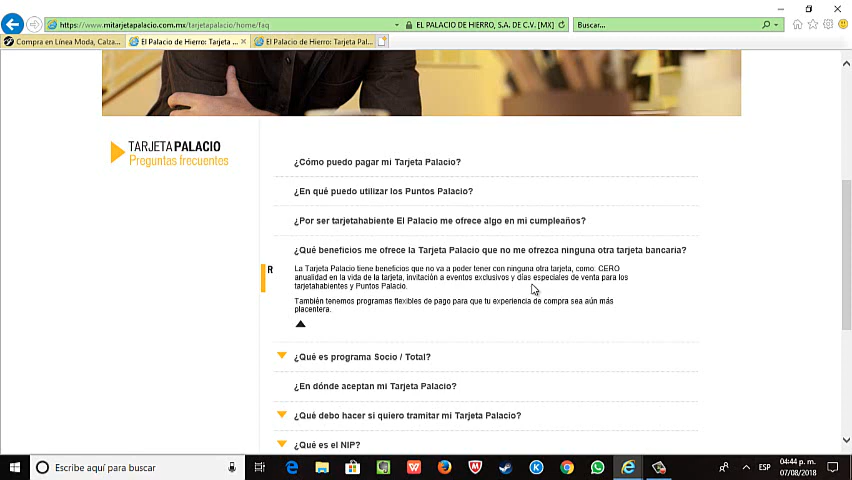 https://www.mitarjetapalacio.com.mx/tarjetapalacio/home/faq
EL PALACIO DE HIERRO, S.A. DE C.V. [MX]
Buscar...
Compra en Línea Moda, Calza...
El Palacio de Hierro: Tarjeta ...
El Palacio de Hierro: Tarjeta Pal...
TARJETA PALACIO
Preguntas frecuentes
¿Cómo puedo pagar mi Tarjeta Palacio?
¿En qué puedo utilizar los Puntos Palacio?
¿Por ser tarjetahabiente El Palacio me ofrece algo en mi cumpleaños?
¿Qué beneficios me ofrece la Tarjeta Palacio que no me ofrezca ninguna otra tarjeta bancaria?
R
La Tarjeta Palacio tiene beneficios que no va a poder tener con ninguna otra tarjeta, como: CERO
anualidad en la vida de la tarjeta, invitación a eventos exclusivos y días especiales de venta para los
tarjetahabientes y Puntos Palacio.
También tenemos programas flexibles de pago para que tu experiencia de compra sea aún más
placentera.
¿Qué es programa Socio / Total?
¿En dónde aceptan mi Tarjeta Palacio?
¿Qué debo hacer si quiero tramitar mi Tarjeta Palacio?
¿Qué es el NIP?
Escribe aquí para buscar
ESP
04:44 p. m.
07/08/2018